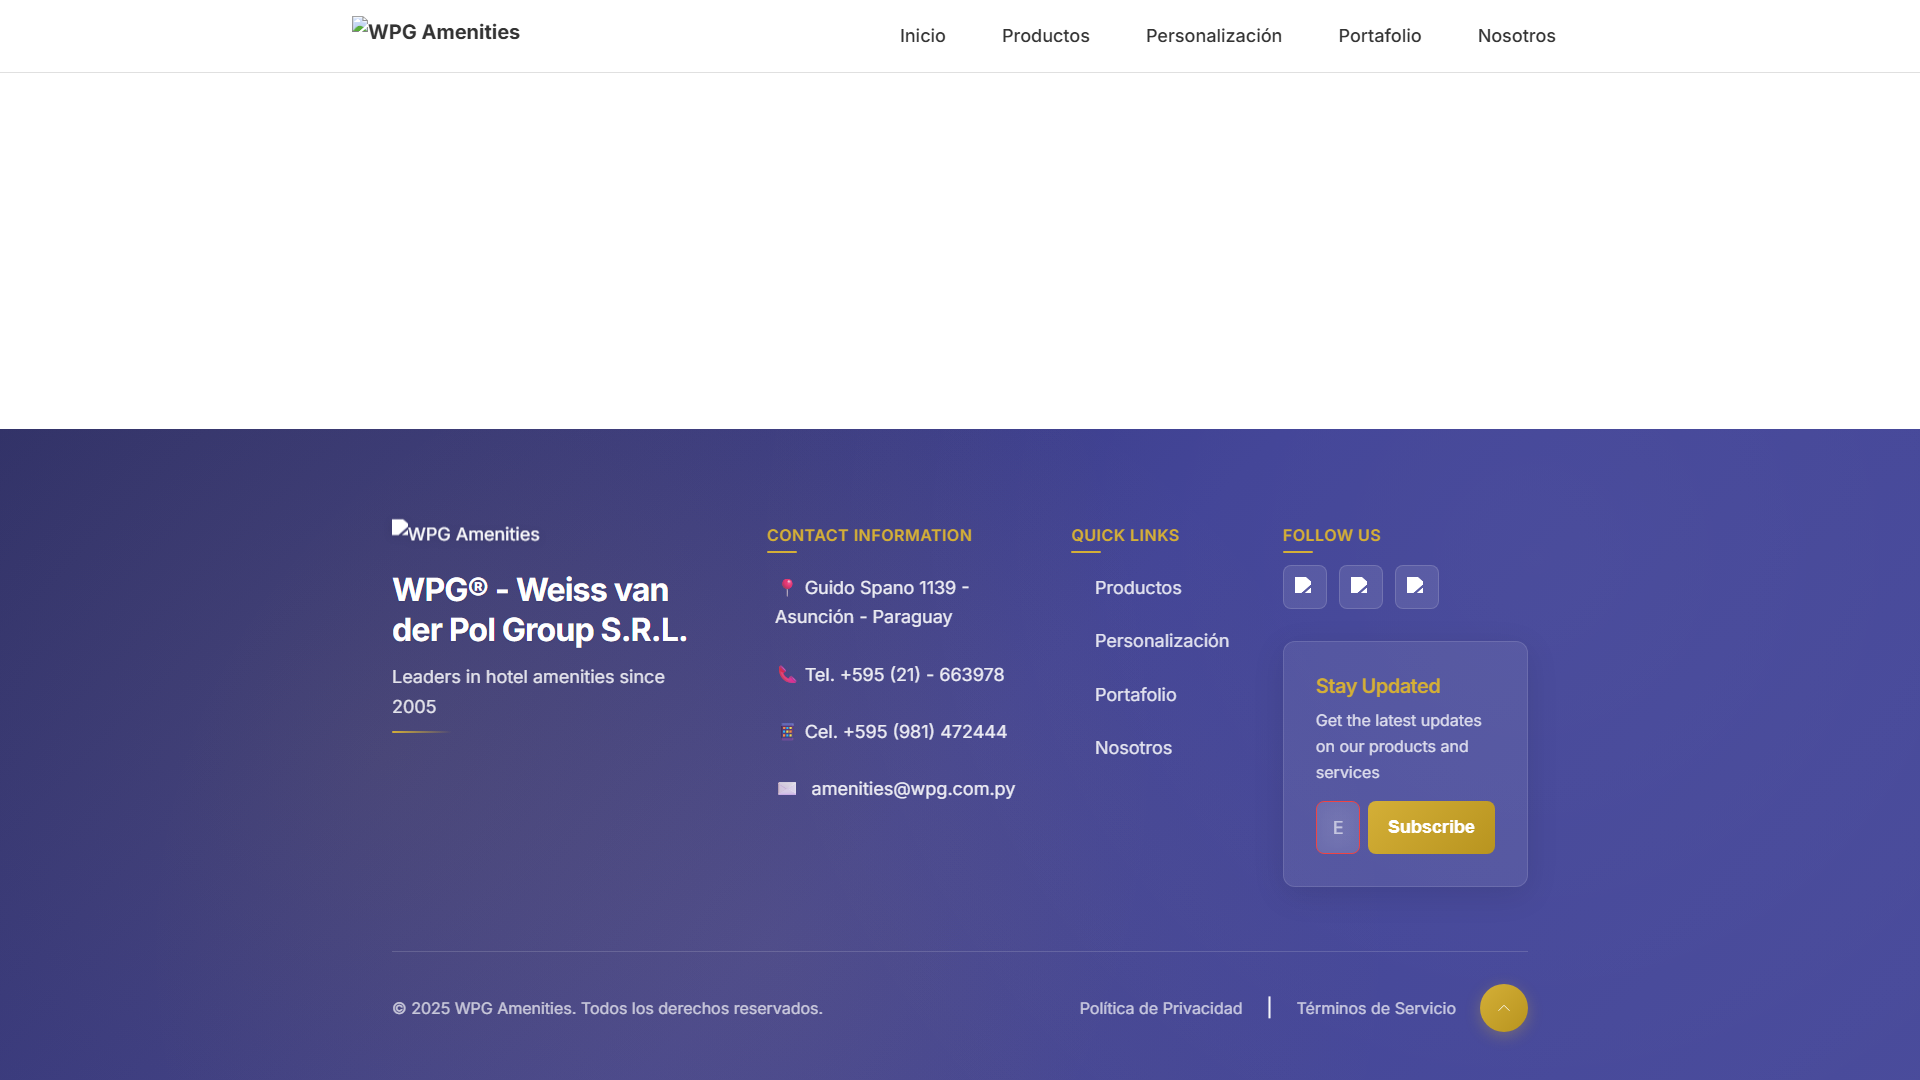 WPG Amenities
Inicio
Productos
Personalización
Portafolio
Nosotros
WPG Amenities
WPG® - Weiss van
der Pol Group S.R.L.
Leaders in hotel amenities since
2005
CONTACT INFORMATION
📍 Guido Spano 1139 -
Asunción - Paraguay
Tel. +595 (21) - 663978
Cel. +595 (981) 472444
amenities@wpg.com.py
QUICK LINKS
Productos
Personalización
Portafolio
Nosotros
FOLLOW US
Stay Updated
Get the latest updates
on our products and
services
E
Subscribe
© 2025 WPG Amenities. Todos los derechos reservados.
Política de Privacidad | Términos de Servicio